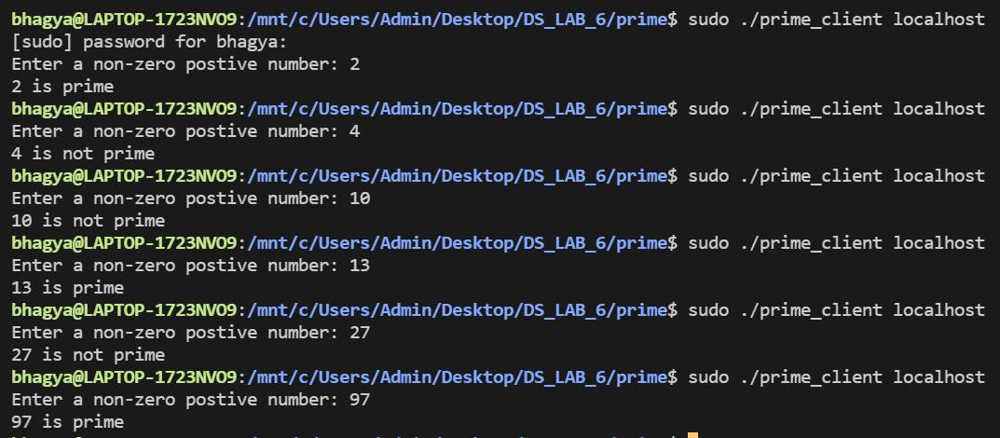 bhagya@LAPTOP-1723NVO9:/mnt/c/Users/Admin/Desktop/DS_LAB_6/prime$ sudo ./prime_client localhost
[sudo] password for bhagya:
Enter a non-zero postive number: 2
2 is prime
bhagya@LAPTOP-1723NVO9:/mnt/c/Users/Admin/Desktop/DS_LAB_6/prime$ sudo ./prime_client localhost
Enter a non-zero postive number: 4
4 is not prime
bhagya@LAPTOP-1723NVO9:/mnt/c/Users/Admin/Desktop/DS_LAB_6/prime$ sudo ./prime_client localhost
Enter a non-zero postive number: 10
10 is not prime
bhagya@LAPTOP-1723NVO9:/mnt/c/Users/Admin/Desktop/DS_LAB_6/prime$ sudo ./prime_client localhost
Enter a non-zero postive number: 13
13 is prime
bhagya@LAPTOP-1723NVO9:/mnt/c/Users/Admin/Desktop/DS_LAB_6/prime$ sudo ./prime_client localhost
Enter a non-zero postive number: 27
27 is not prime
bhagya@LAPTOP-1723NVO9:/mnt/c/Users/Admin/Desktop/DS_LAB_6/prime$ sudo ./prime_client localhost
Enter a non-zero postive number: 97
97 is prime